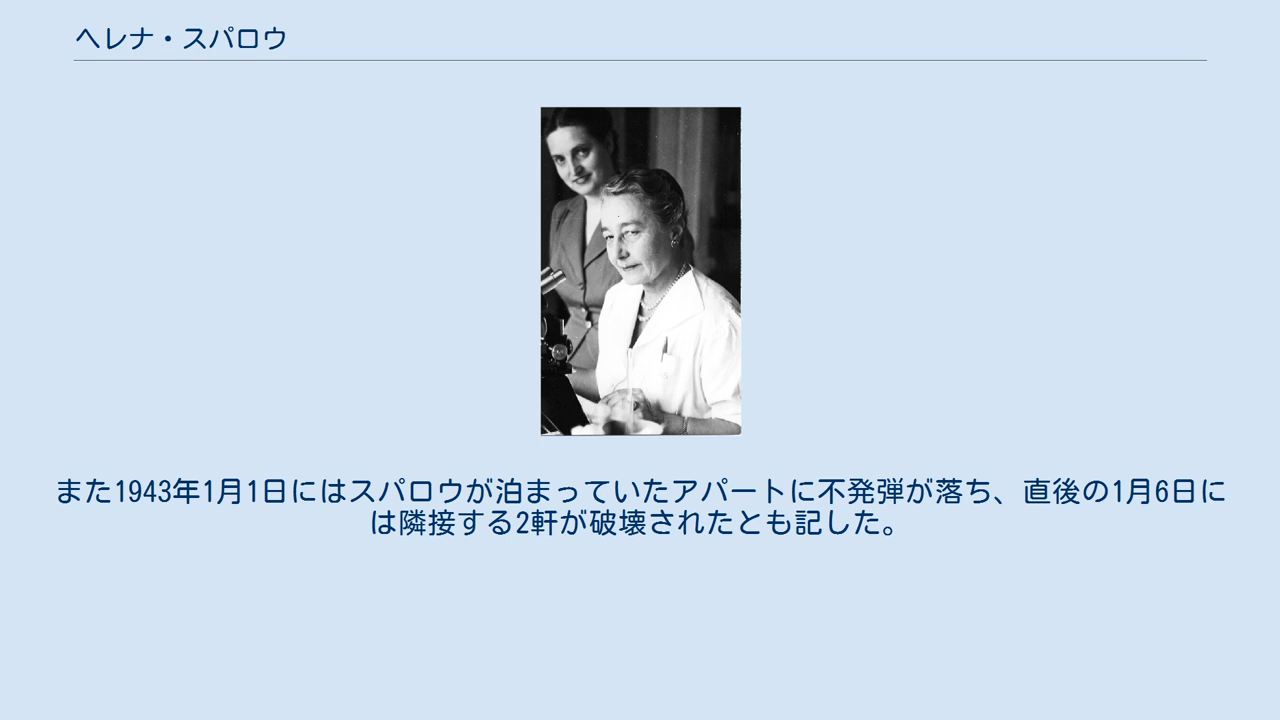 ヘレナ・スパロウ
また1943年1月1日にはスパロウが泊まっていたアパートに不発弾が落ち、直後の1月6日に
は隣接する2軒が破壊されたとも記した。